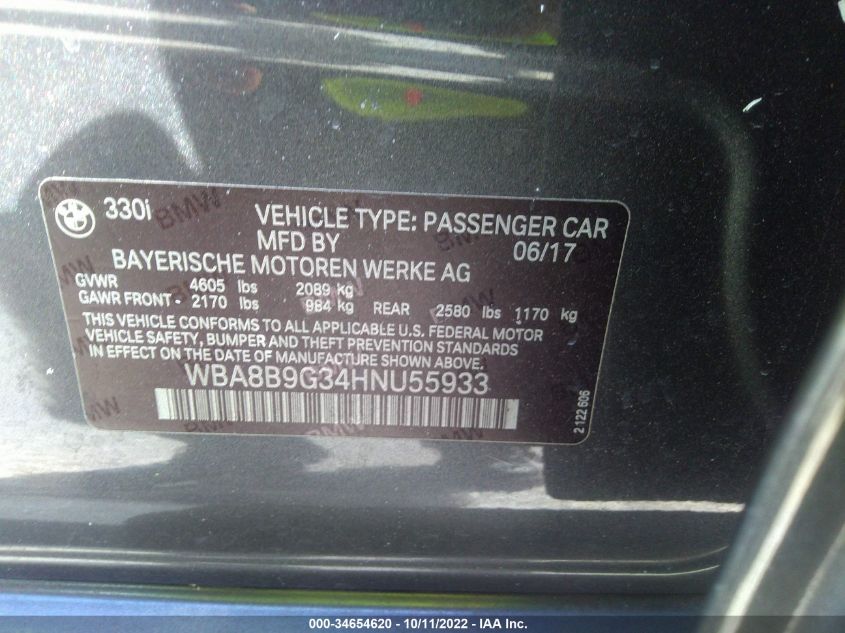 330i
VEHICLE TYPE: PASSENGER CAR
MFD BY 06/17
BAYERISCHE MOTOREN WERKE AG
GVWR 4605 lbs 2089 kg
GAWR FRONT - 2170 lbs 984 kg REAR 2580 lbs 1170 kg
THIS VEHICLE CONFORMS TO ALL APPLICABLE U.S. FEDERAL MOTOR
VEHICLE SAFETY, BUMPER AND THEFT PREVENTION STANDARDS
IN EFFECT ON THE DATE OF MANUFACTURE SHOWN ABOVE.
WBA8B9G34HNU55933
2 122 606
000-34654620 - 10/11/2022 - IAA Inc.